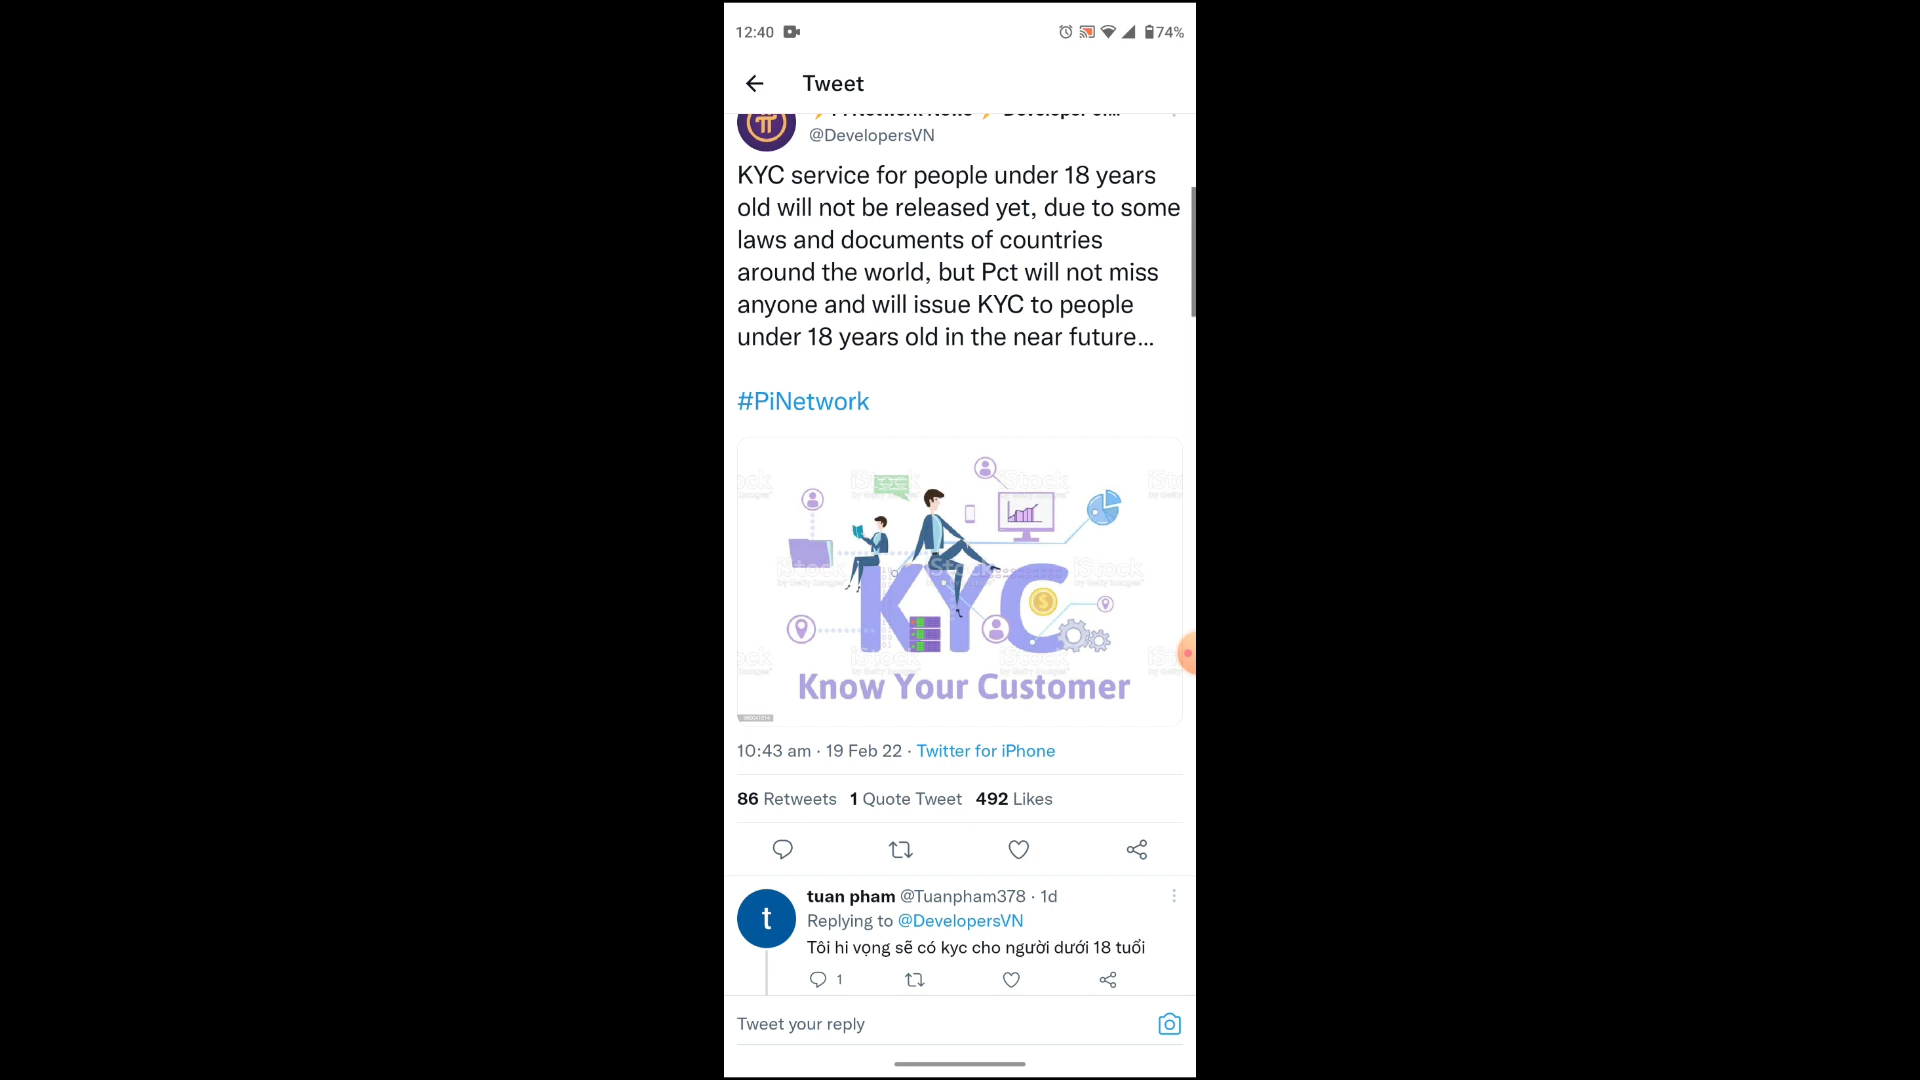 12:40
74%
Tweet
@DevelopersVN
KYC service for people under 18 years
old will not be released yet, due to some
laws and documents of countries
around the world, but Pct will not miss
anyone and will issue KYC to people
under 18 years old in the near future...
#PiNetwork
iStock
KYC
Know Your Customer
10:43 am · 19 Feb 22 · Twitter for iPhone
86 Retweets 1 Quote Tweet 492 Likes
t
tuan pham @Tuanpham378 · 1d
Replying to @DevelopersVN
Tôi hi vọng sẽ có kyc cho người dưới 18 tuổi
1
Tweet your reply